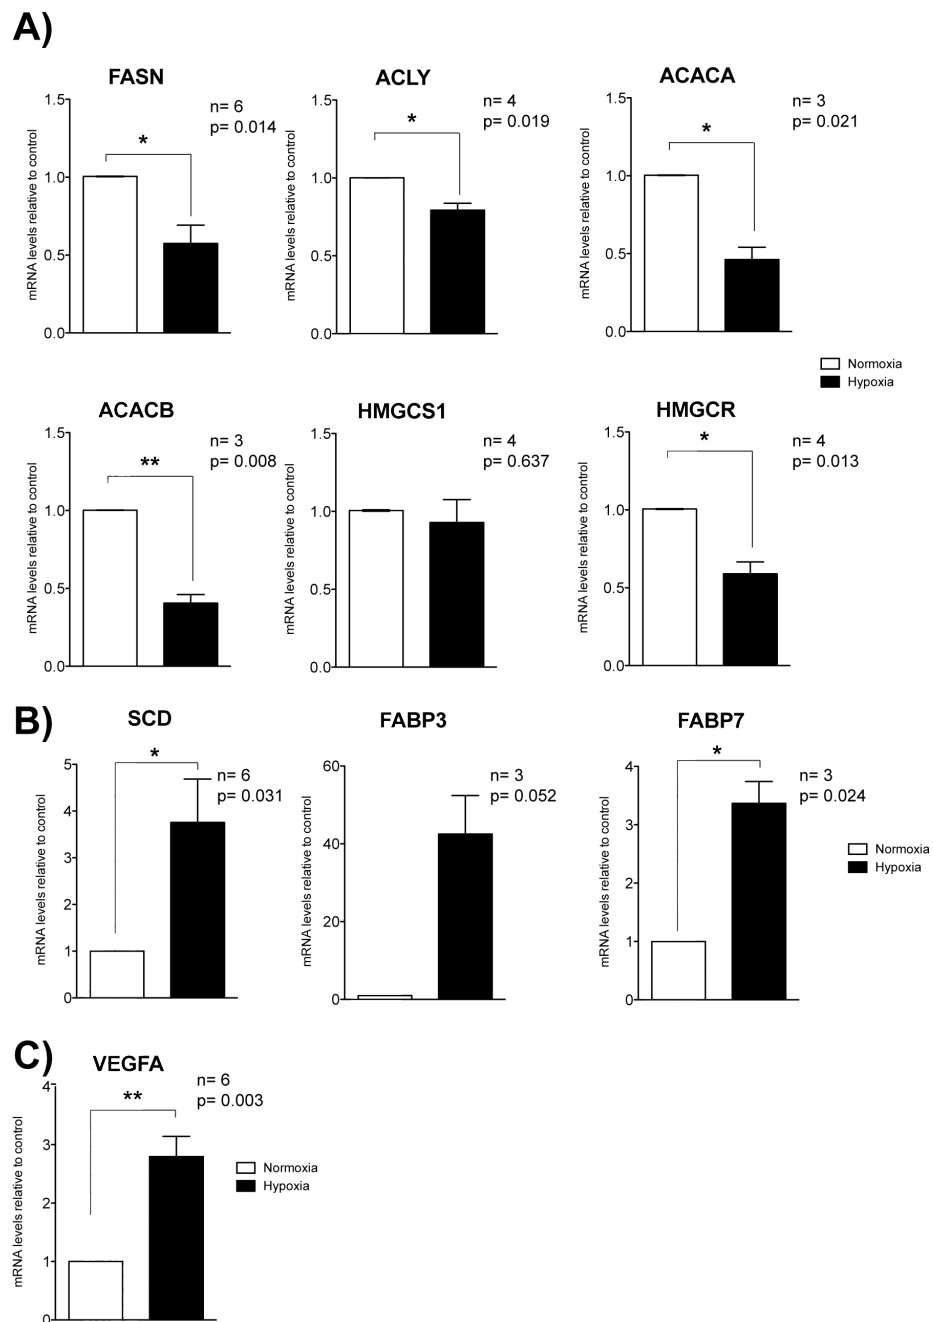 A)
FASN
n= 6
p= 0.014
*
mRNA levels relative to control
1.5
1.0
0.5
0.0
ACLY
n= 4
p= 0.019
*
mRNA levels relative to control
1.5
1.0
0.5
0.0
ACACA
n= 3
p= 0.021
*
mRNA levels relative to control
1.5
1.0
0.5
0.0
Normoxia
Hypoxia
ACACB
n= 3
p= 0.008
**
mRNA levels relative to control
1.5
1.0
0.5
0.0
HMGCS1
n= 4
p= 0.637
mRNA levels relative to control
1.5
1.0
0.5
0.0
HMGCR
n= 4
p= 0.013
*
mRNA levels relative to control
1.5
1.0
0.5
0.0
B)
SCD
n= 6
p= 0.031
*
mRNA levels relative to control
5
4
3
2
1
0
FABP3
n= 3
p= 0.052
mRNA levels relative to control
60
40
20
0
FABP7
n= 3
p= 0.024
*
mRNA levels relative to control
4
3
2
1
0
Normoxia
Hypoxia
C)
VEGFA
n= 6
p= 0.003
**
mRNA levels relative to control
4
3
2
1
0
Normoxia
Hypoxia